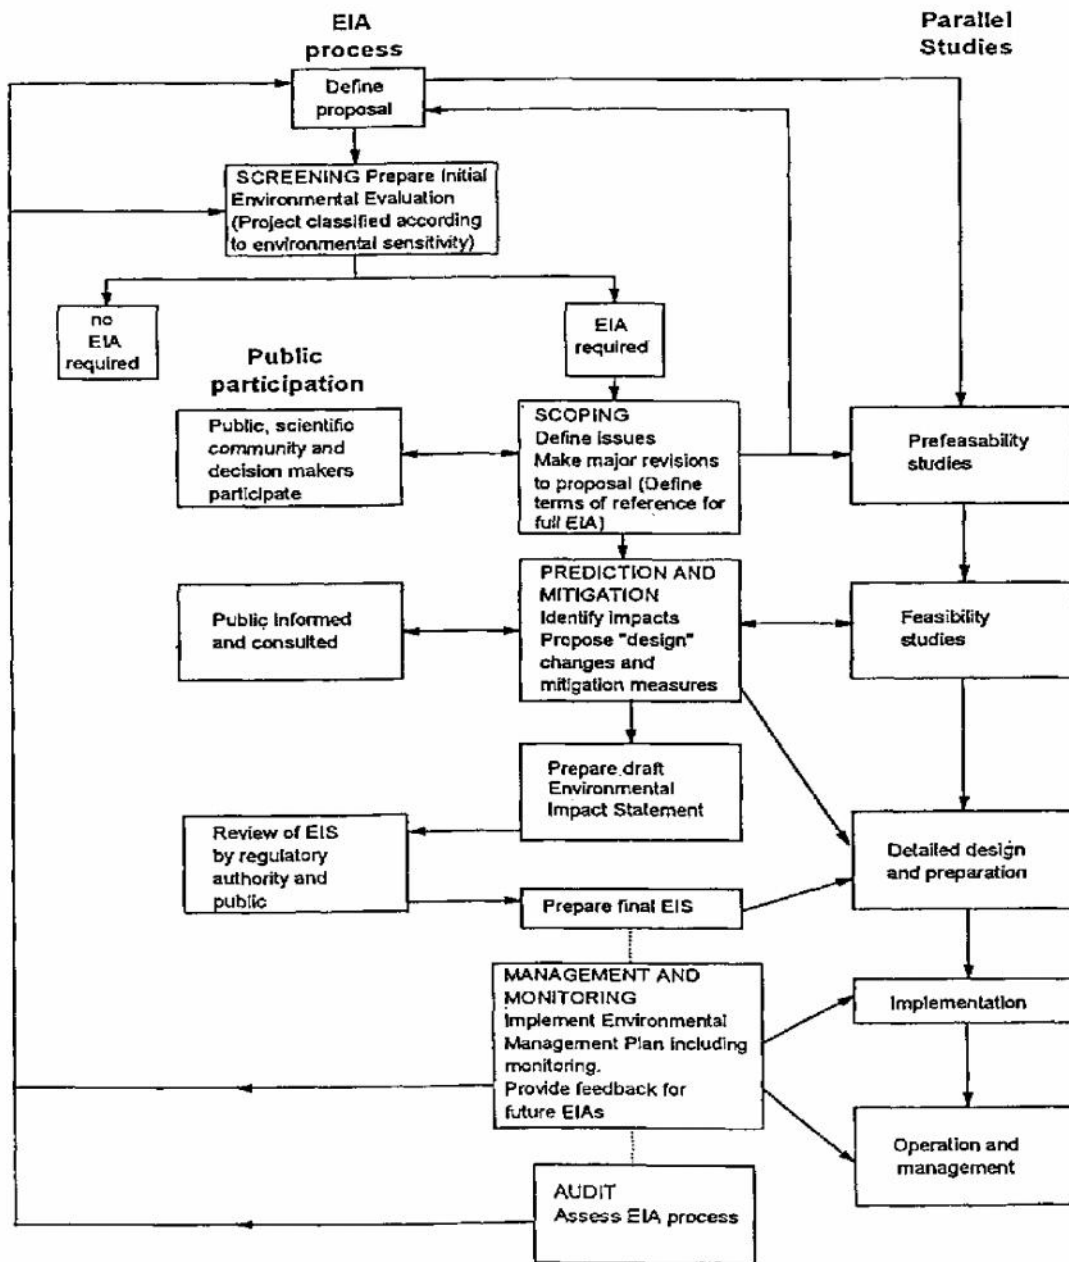 EIA
process
Parallel
Studies
Define
proposal
SCREENING Prepare Initial
Environmental Evaluation
(Project classified according
to environmental sensitivity)
no
EIA
required
EIA
required
Public
participation
Public, scientific
community and
decision makers
participate
SCOPING
Define issues
Make major revisions
to proposal (Define
terms of reference for
full EIA)
Prefeasability
studies
Public informed
and consulted
PREDICTION AND
MITIGATION
Identify impacts
Propose "design"
changes and
mitigation measures
Feasibility
studies
Prepare draft
Environmental
Impact Statement
Review of EIS
by regulatory
authority and
public
Detailed design
and preparation
Prepare final EIS
MANAGEMENT AND
MONITORING
Implement Environmental
Management Plan including
monitoring.
Provide feedback for
future EIAs
Implementation
Operation and
management
AUDIT
Assess EIA process